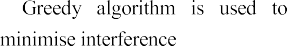 Greedy algorithm is used to
minimise interference